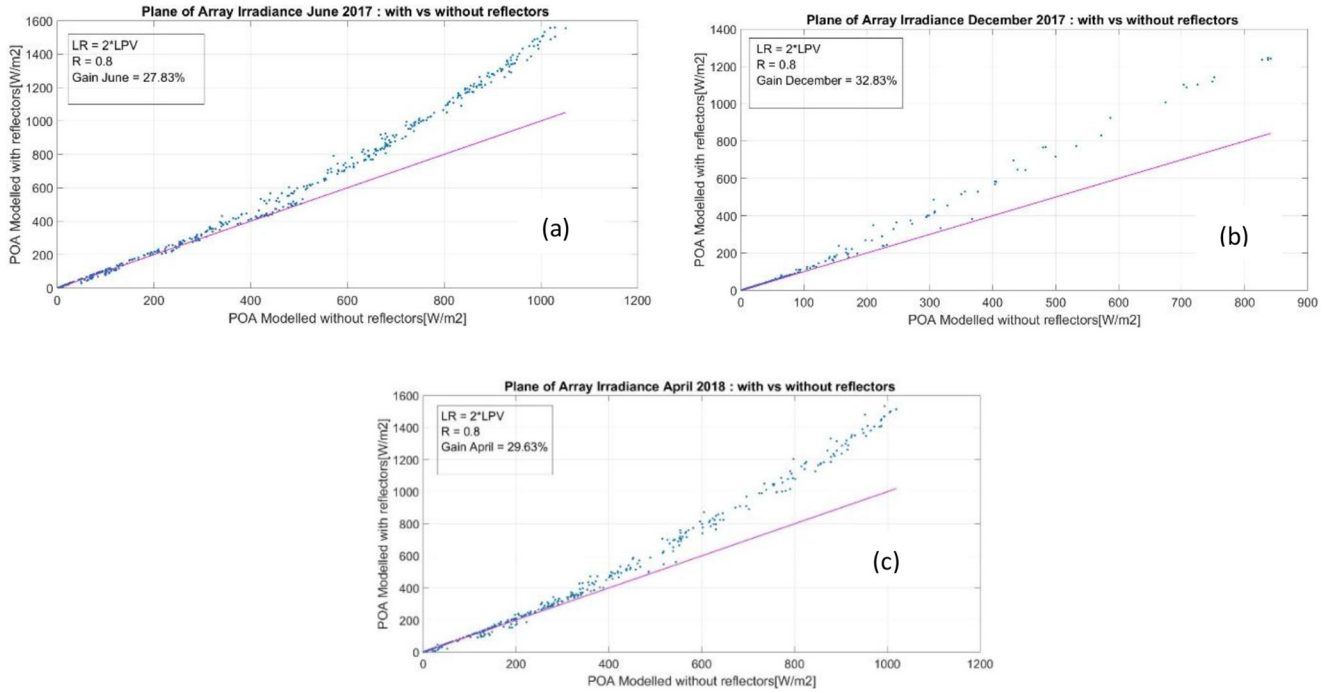 Plane of Array Irradiance June 2017 : with vs without reflectors
LR = 2*LPV
R = 0.8
Gain June = 27.83%
POA Modelled with reflectors[W/m2]
1600
1400
1200
1000
800
600
400
200
0
(a)
0 200 400 600 800 1000 1200
POA Modelled without reflectors[W/m2]
Plane of Array Irradiance December 2017 : with vs without reflectors
LR = 2*LPV
R = 0.8
Gain December = 32.83%
POA Modelled with reflectors[W/m2]
1400
1200
1000
800
600
400
200
0
(b)
0 100 200 300 400 500 600 700 800 900
POA Modelled without reflectors[W/m2]
Plane of Array Irradiance April 2018 : with vs without reflectors
LR = 2*LPV
R = 0.8
Gain April = 29.63%
POA Modelled with reflectors[W/m2]
1600
1400
1200
1000
800
600
400
200
0
(c)
0 200 400 600 800 1000 1200
POA Modelled without reflectors[W/m2]